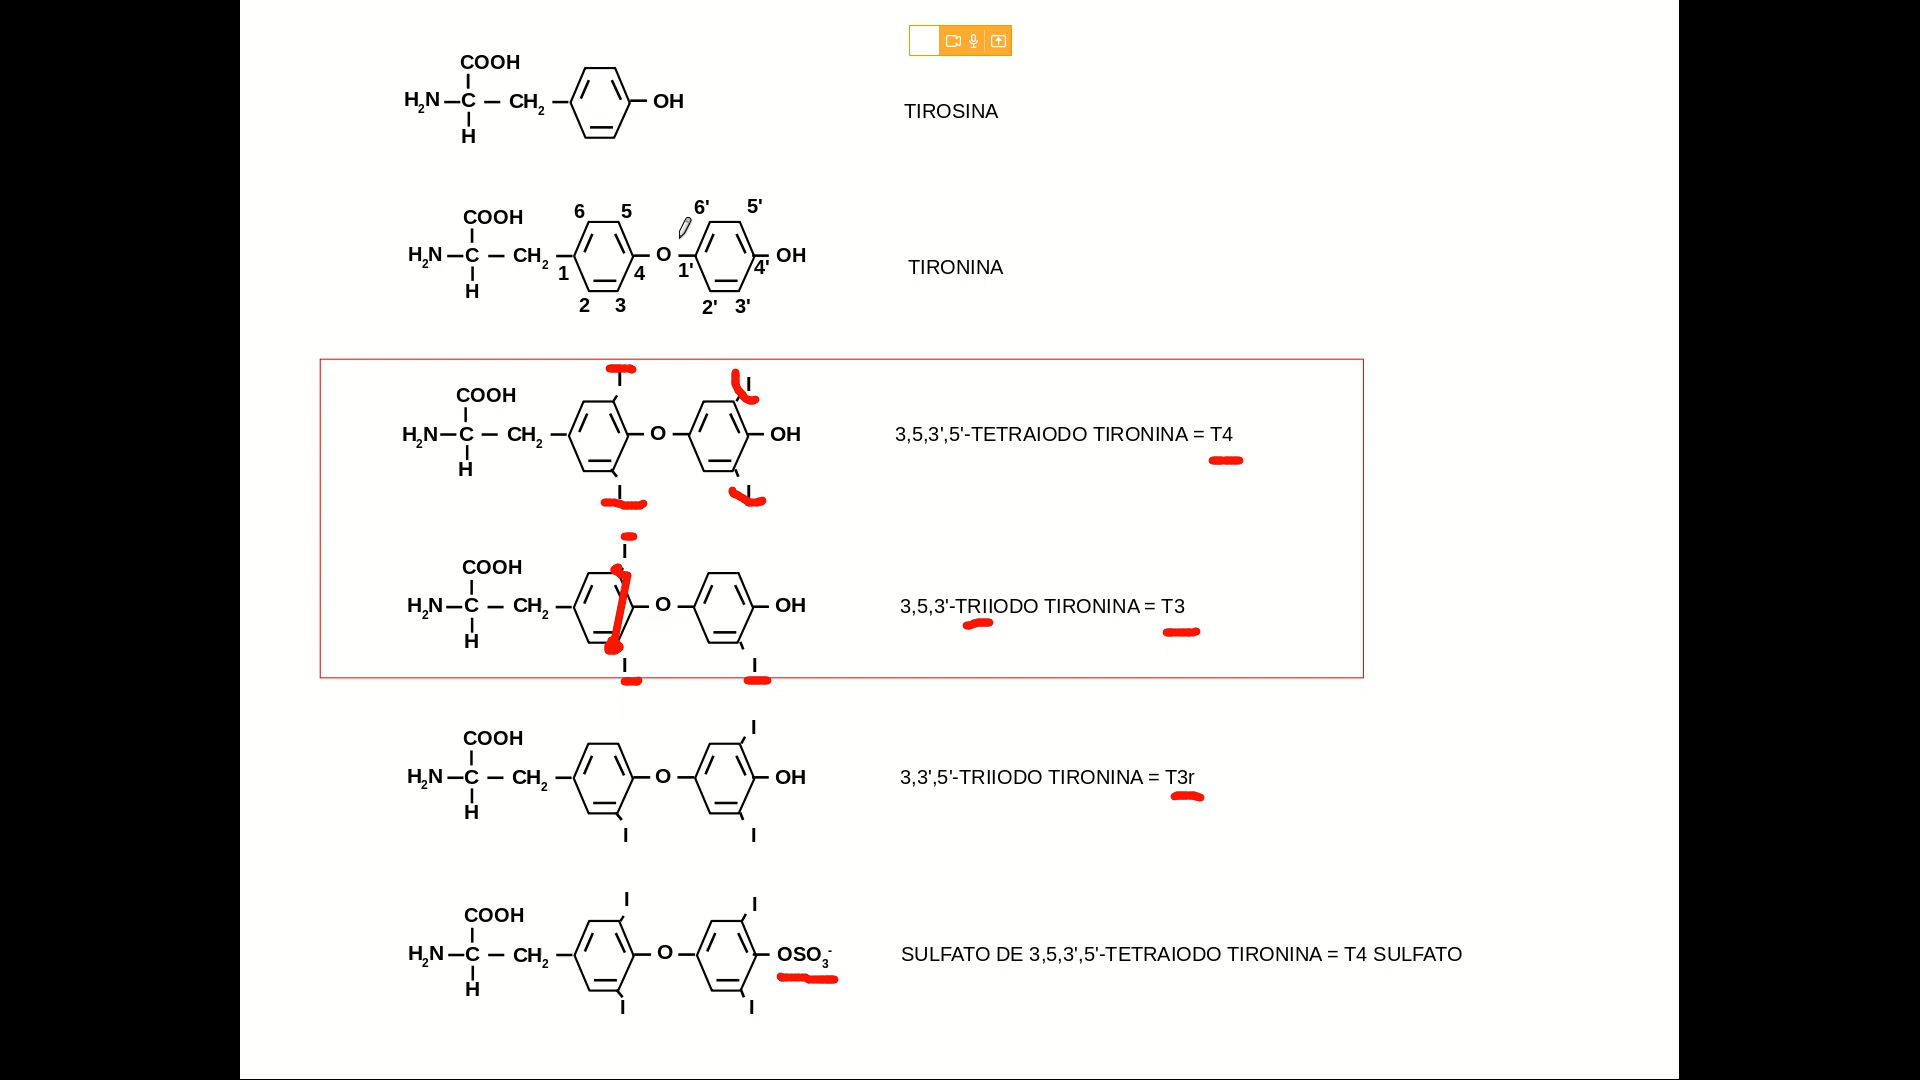 COOH
H2N C CH2 OH
H
TIROSINA
6 5 6' 5'
COOH
H2N C CH2 O OH
1 4 1' 4'
H
2 3 2' 3'
TIRONINA
I I
COOH
H2N C CH2 O OH
H
I I
3,5,3',5'-TETRAIODO TIRONINA = T4
I
COOH
H2N C CH2 O OH
H
I I
3,5,3'-TRIIODO TIRONINA = T3
I
COOH
H2N C CH2 O OH
H
I I
3,3',5'-TRIIODO TIRONINA = T3r
I I
COOH
H2N C CH2 O OSO3-
H
I I
SULFATO DE 3,5,3',5'-TETRAIODO TIRONINA = T4 SULFATO